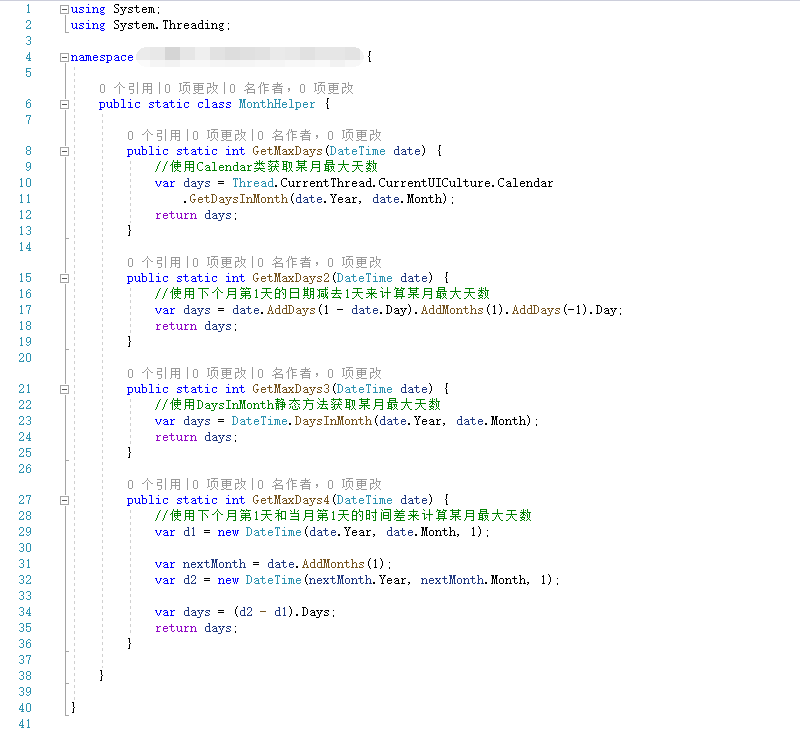 1 using System;
2 using System.Threading;
3
4 namespace {
5
0 个引用|0 项更改|0 名作者，0 项更改
6 public static class MonthHelper {
7
0 个引用|0 项更改|0 名作者，0 项更改
8 public static int GetMaxDays(DateTime date) {
9 //使用Calendar类获取某月最大天数
10 var days = Thread.CurrentThread.CurrentUICulture.Calendar
11 .GetDaysInMonth(date.Year, date.Month);
12 return days;
13 }
14
0 个引用|0 项更改|0 名作者，0 项更改
15 public static int GetMaxDays2(DateTime date) {
16 //使用下个月第1天的日期减去1天来计算某月最大天数
17 var days = date.AddDays(1 - date.Day).AddMonths(1).AddDays(-1).Day;
18 return days;
19 }
20
0 个引用|0 项更改|0 名作者，0 项更改
21 public static int GetMaxDays3(DateTime date) {
22 //使用DaysInMonth静态方法获取某月最大天数
23 var days = DateTime.DaysInMonth(date.Year, date.Month);
24 return days;
25 }
26
0 个引用|0 项更改|0 名作者，0 项更改
27 public static int GetMaxDays4(DateTime date) {
28 //使用下个月第1天和当月第1天的时间差来计算某月最大天数
29 var d1 = new DateTime(date.Year, date.Month, 1);
30
31 var nextMonth = date.AddMonths(1);
32 var d2 = new DateTime(nextMonth.Year, nextMonth.Month, 1);
33
34 var days = (d2 - d1).Days;
35 return days;
36 }
37
38 }
39
40 }
41